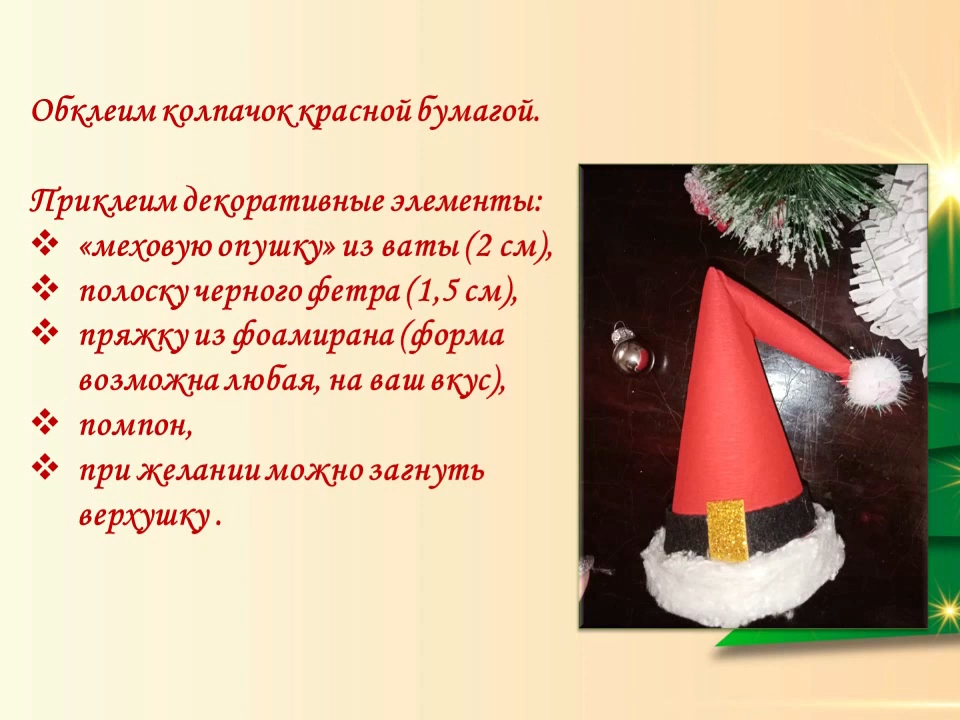 Обклеим колпачок красной бумагой.
Приклеим декоративные элементы:
❖ «меховую опушку» из ваты (2 см),
❖ полоску черного фетра (1,5 см),
❖ пряжку из фоамирана (форма
возможна любая, на ваш вкус),
❖ помпон,
❖ при желании можно загнуть
верхушку .